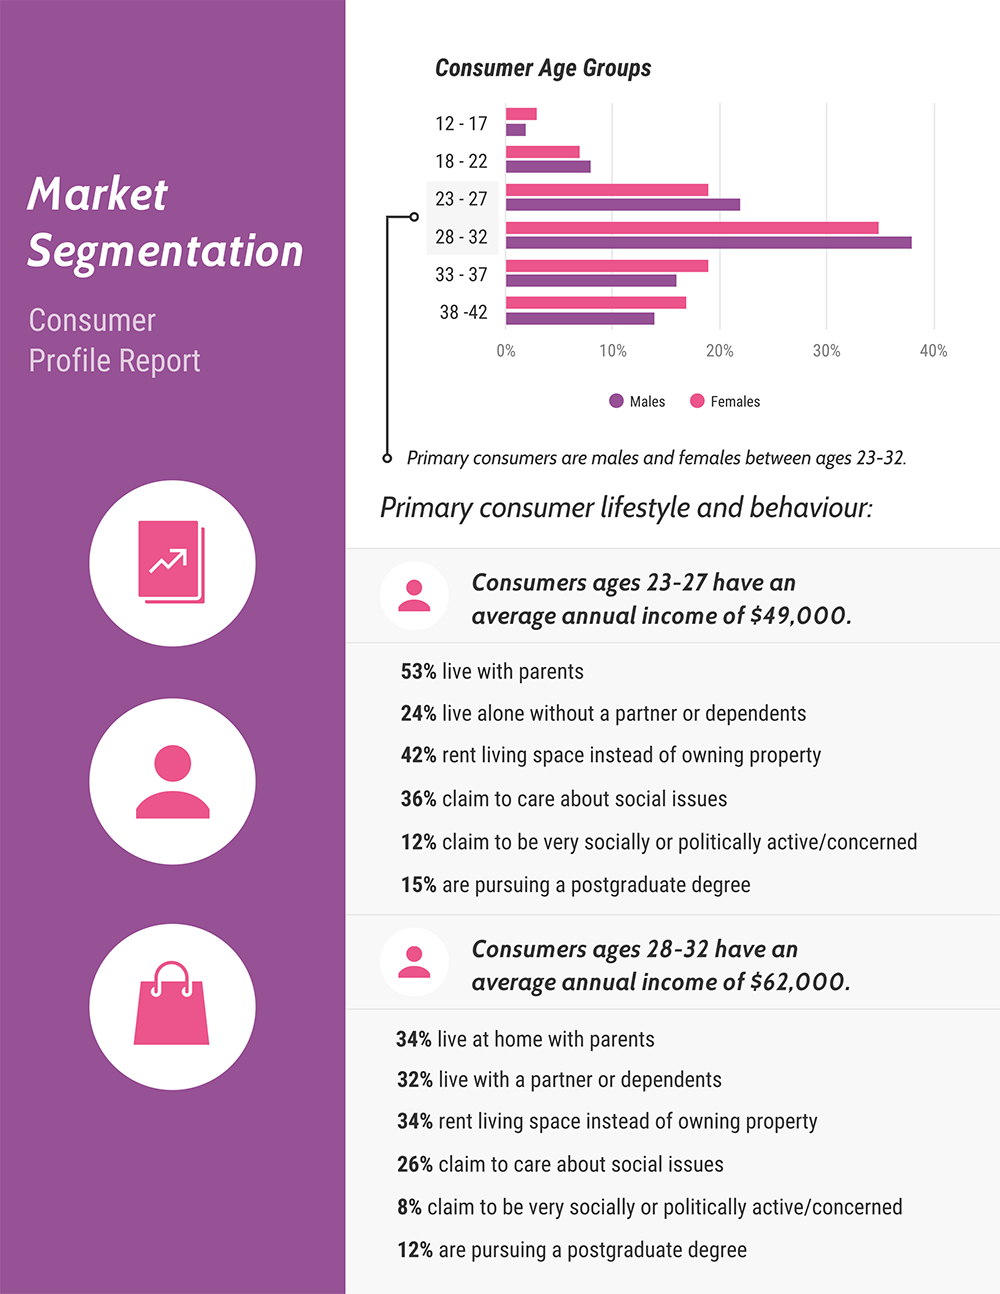 Market
Segmentation
Consumer
Profile Report
Consumer Age Groups
12 - 17
18 - 22
23 - 27
28 - 32
33 - 37
38 -42
0% 10% 20% 30% 40%
Males Females
Primary consumers are males and females between ages 23-32.
Primary consumer lifestyle and behaviour:
Consumers ages 23-27 have an
average annual income of $49,000.
53% live with parents
24% live alone without a partner or dependents
42% rent living space instead of owning property
36% claim to care about social issues
12% claim to be very socially or politically active/concerned
15% are pursuing a postgraduate degree
Consumers ages 28-32 have an
average annual income of $62,000.
34% live at home with parents
32% live with a partner or dependents
34% rent living space instead of owning property
26% claim to care about social issues
8% claim to be very socially or politically active/concerned
12% are pursuing a postgraduate degree